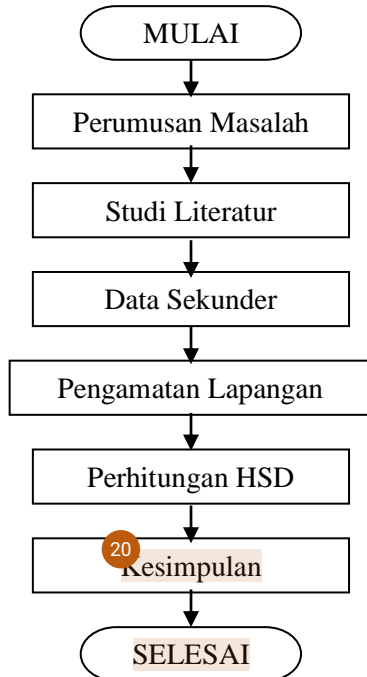 MULAI
Perumusan Masalah
Studi Literatur
Data Sekunder
Pengamatan Lapangan
Perhitungan HSD
20
Kesimpulan
SELESAI